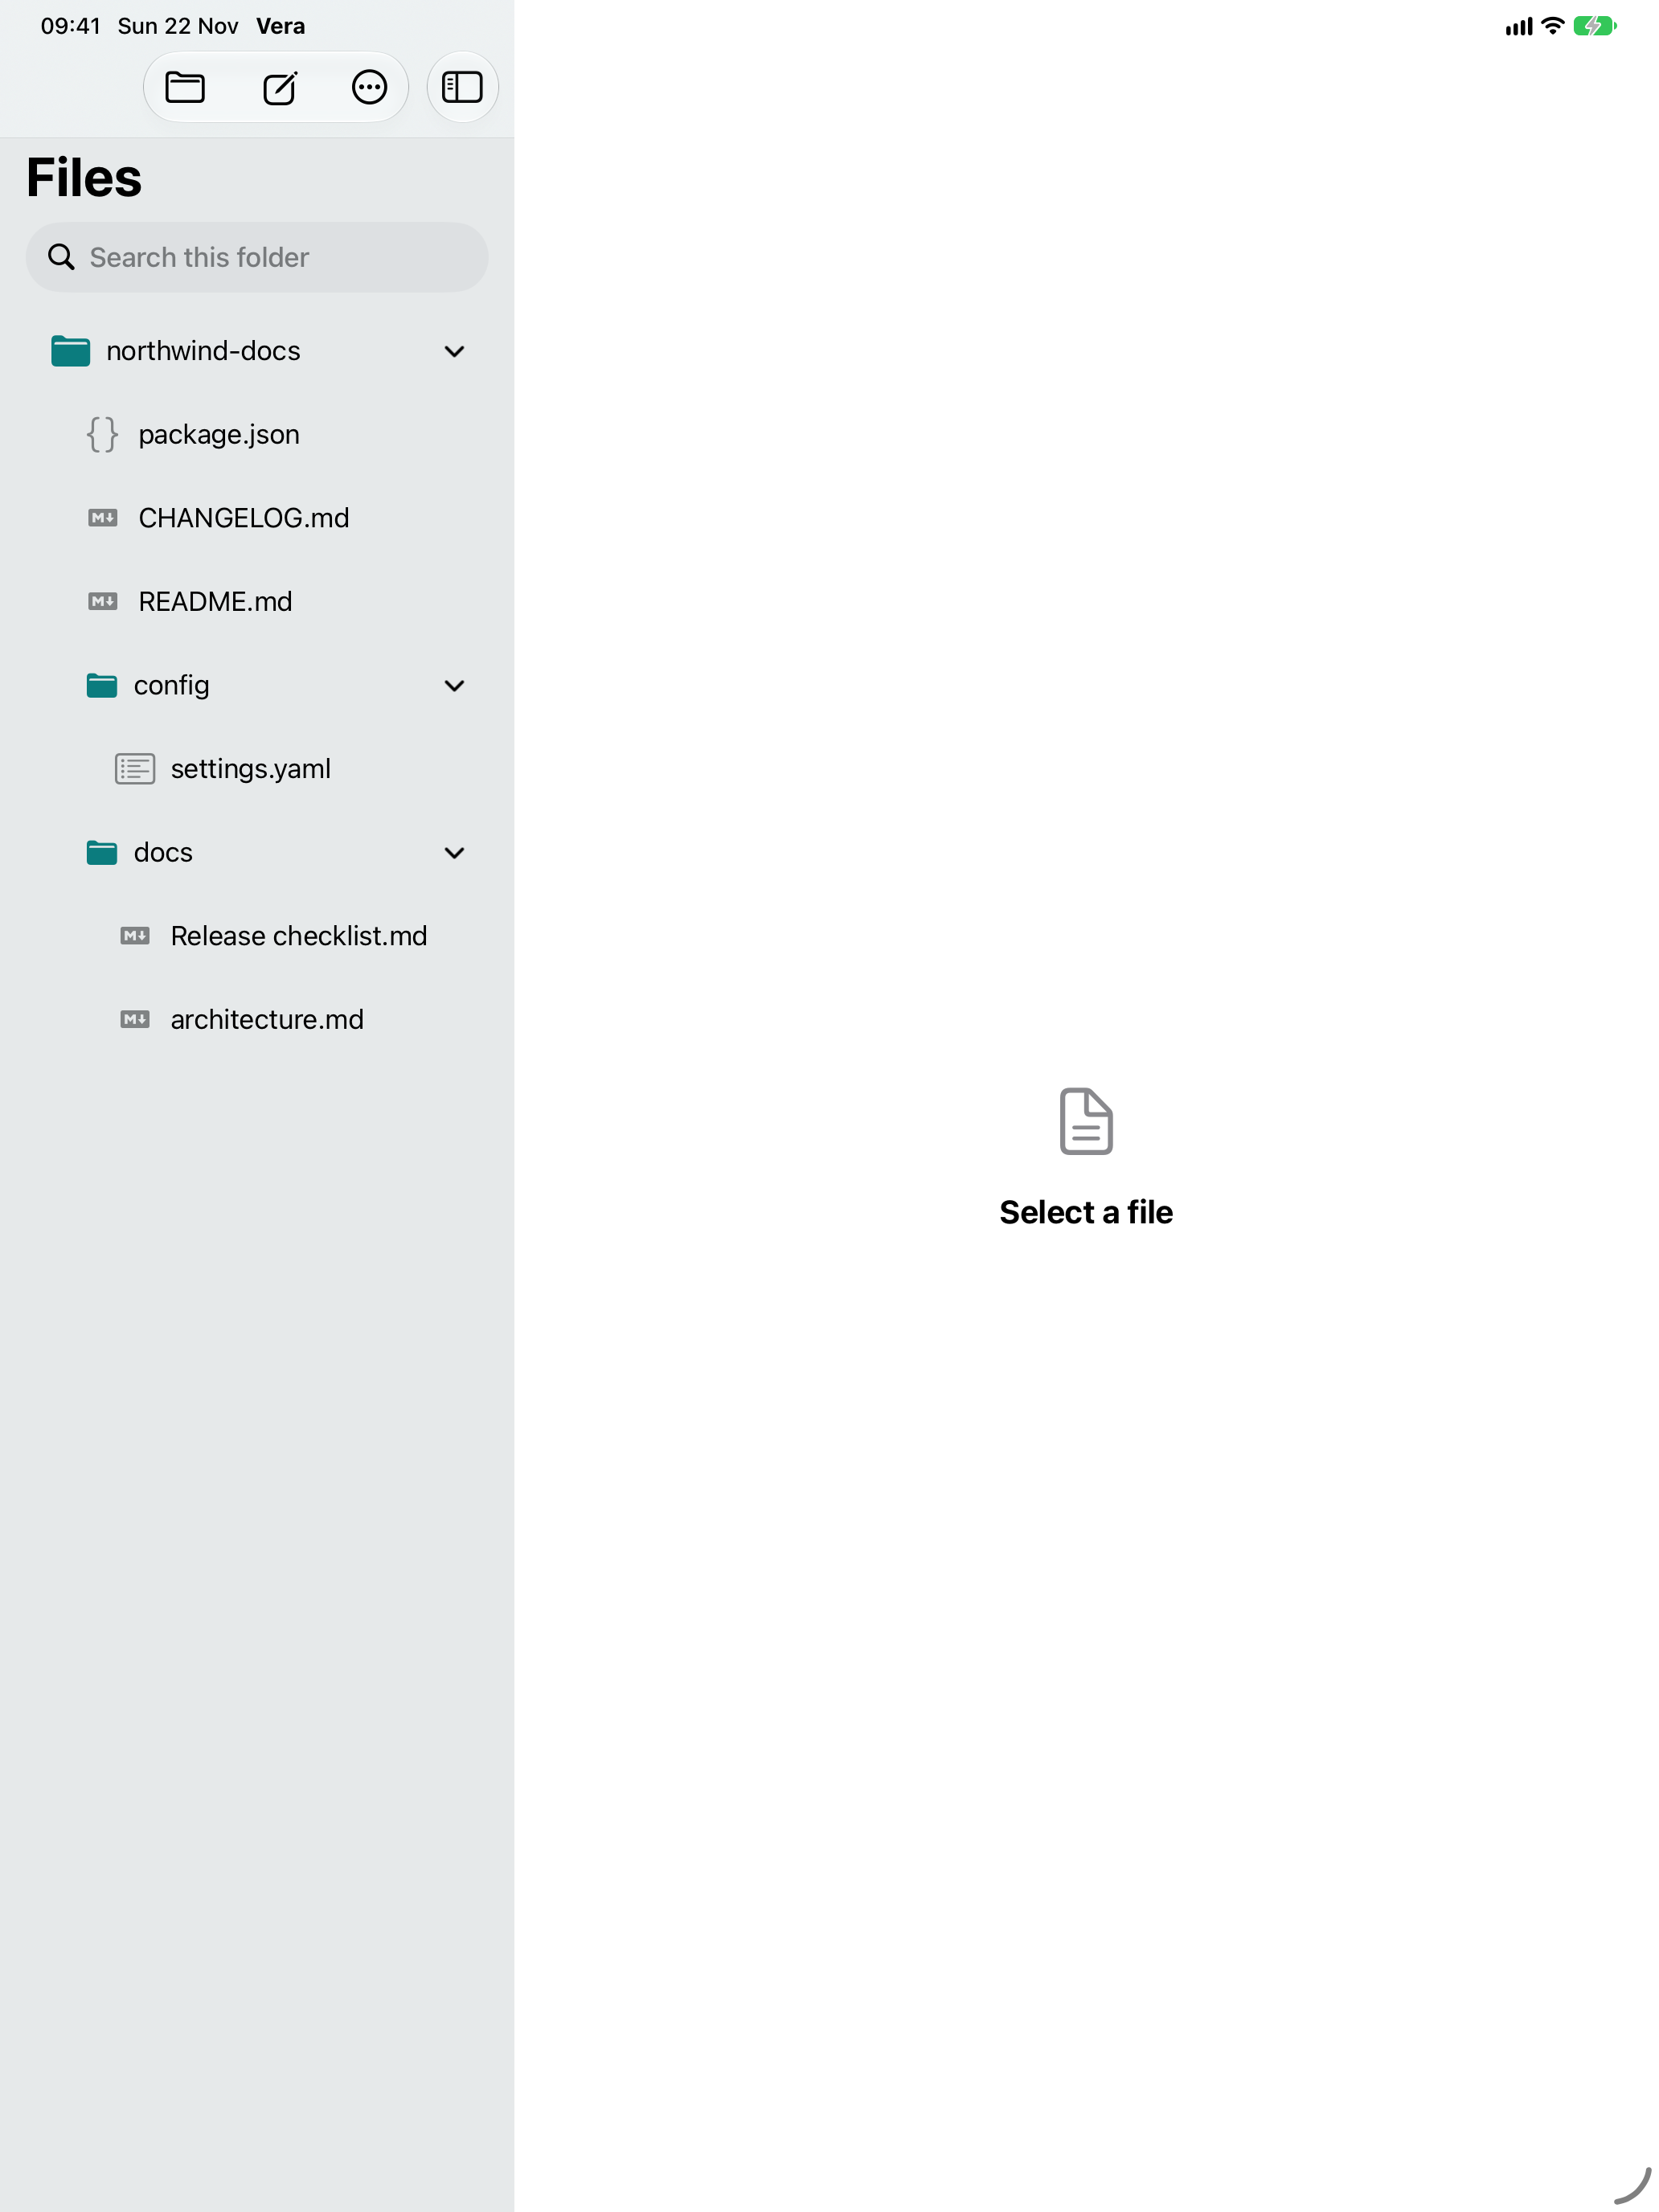 09:41 Sun 22 Nov Vera
Files
Search this folder
northwind-docs
package.json
CHANGELOG.md
README.md
config
settings.yaml
docs
Release checklist.md
architecture.md
Select a file